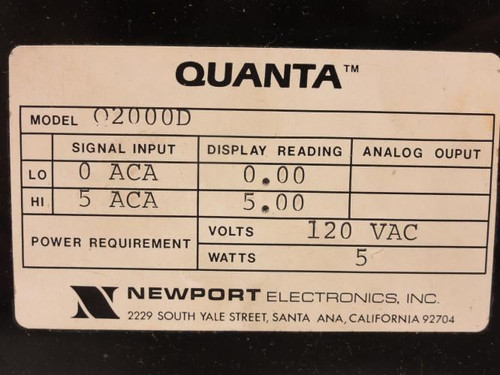 QUANTA™
MODEL Q2000D
SIGNAL INPUT DISPLAY READING ANALOG OUPUT
LO 0 ACA 0.00
HI 5 ACA 5.00
POWER REQUIREMENT VOLTS 120 VAC
WATTS 5
NEWPORT ELECTRONICS, INC.
2229 SOUTH YALE STREET, SANTA ANA, CALIFORNIA 92704